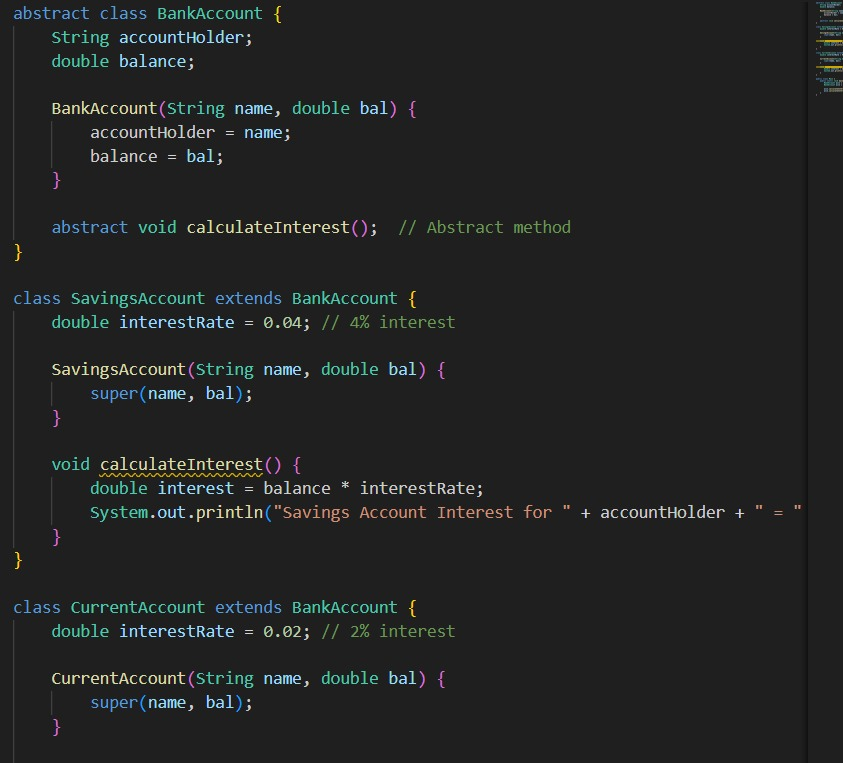 abstract class BankAccount {
    String accountHolder;
    double balance;

    BankAccount(String name, double bal) {
        accountHolder = name;
        balance = bal;
    }

    abstract void calculateInterest();  // Abstract method
}

class SavingsAccount extends BankAccount {
    double interestRate = 0.04; // 4% interest

    SavingsAccount(String name, double bal) {
        super(name, bal);
    }

    void calculateInterest() {
        double interest = balance * interestRate;
        System.out.println("Savings Account Interest for " + accountHolder + " = "
    }
}

class CurrentAccount extends BankAccount {
    double interestRate = 0.02; // 2% interest

    CurrentAccount(String name, double bal) {
        super(name, bal);
    }